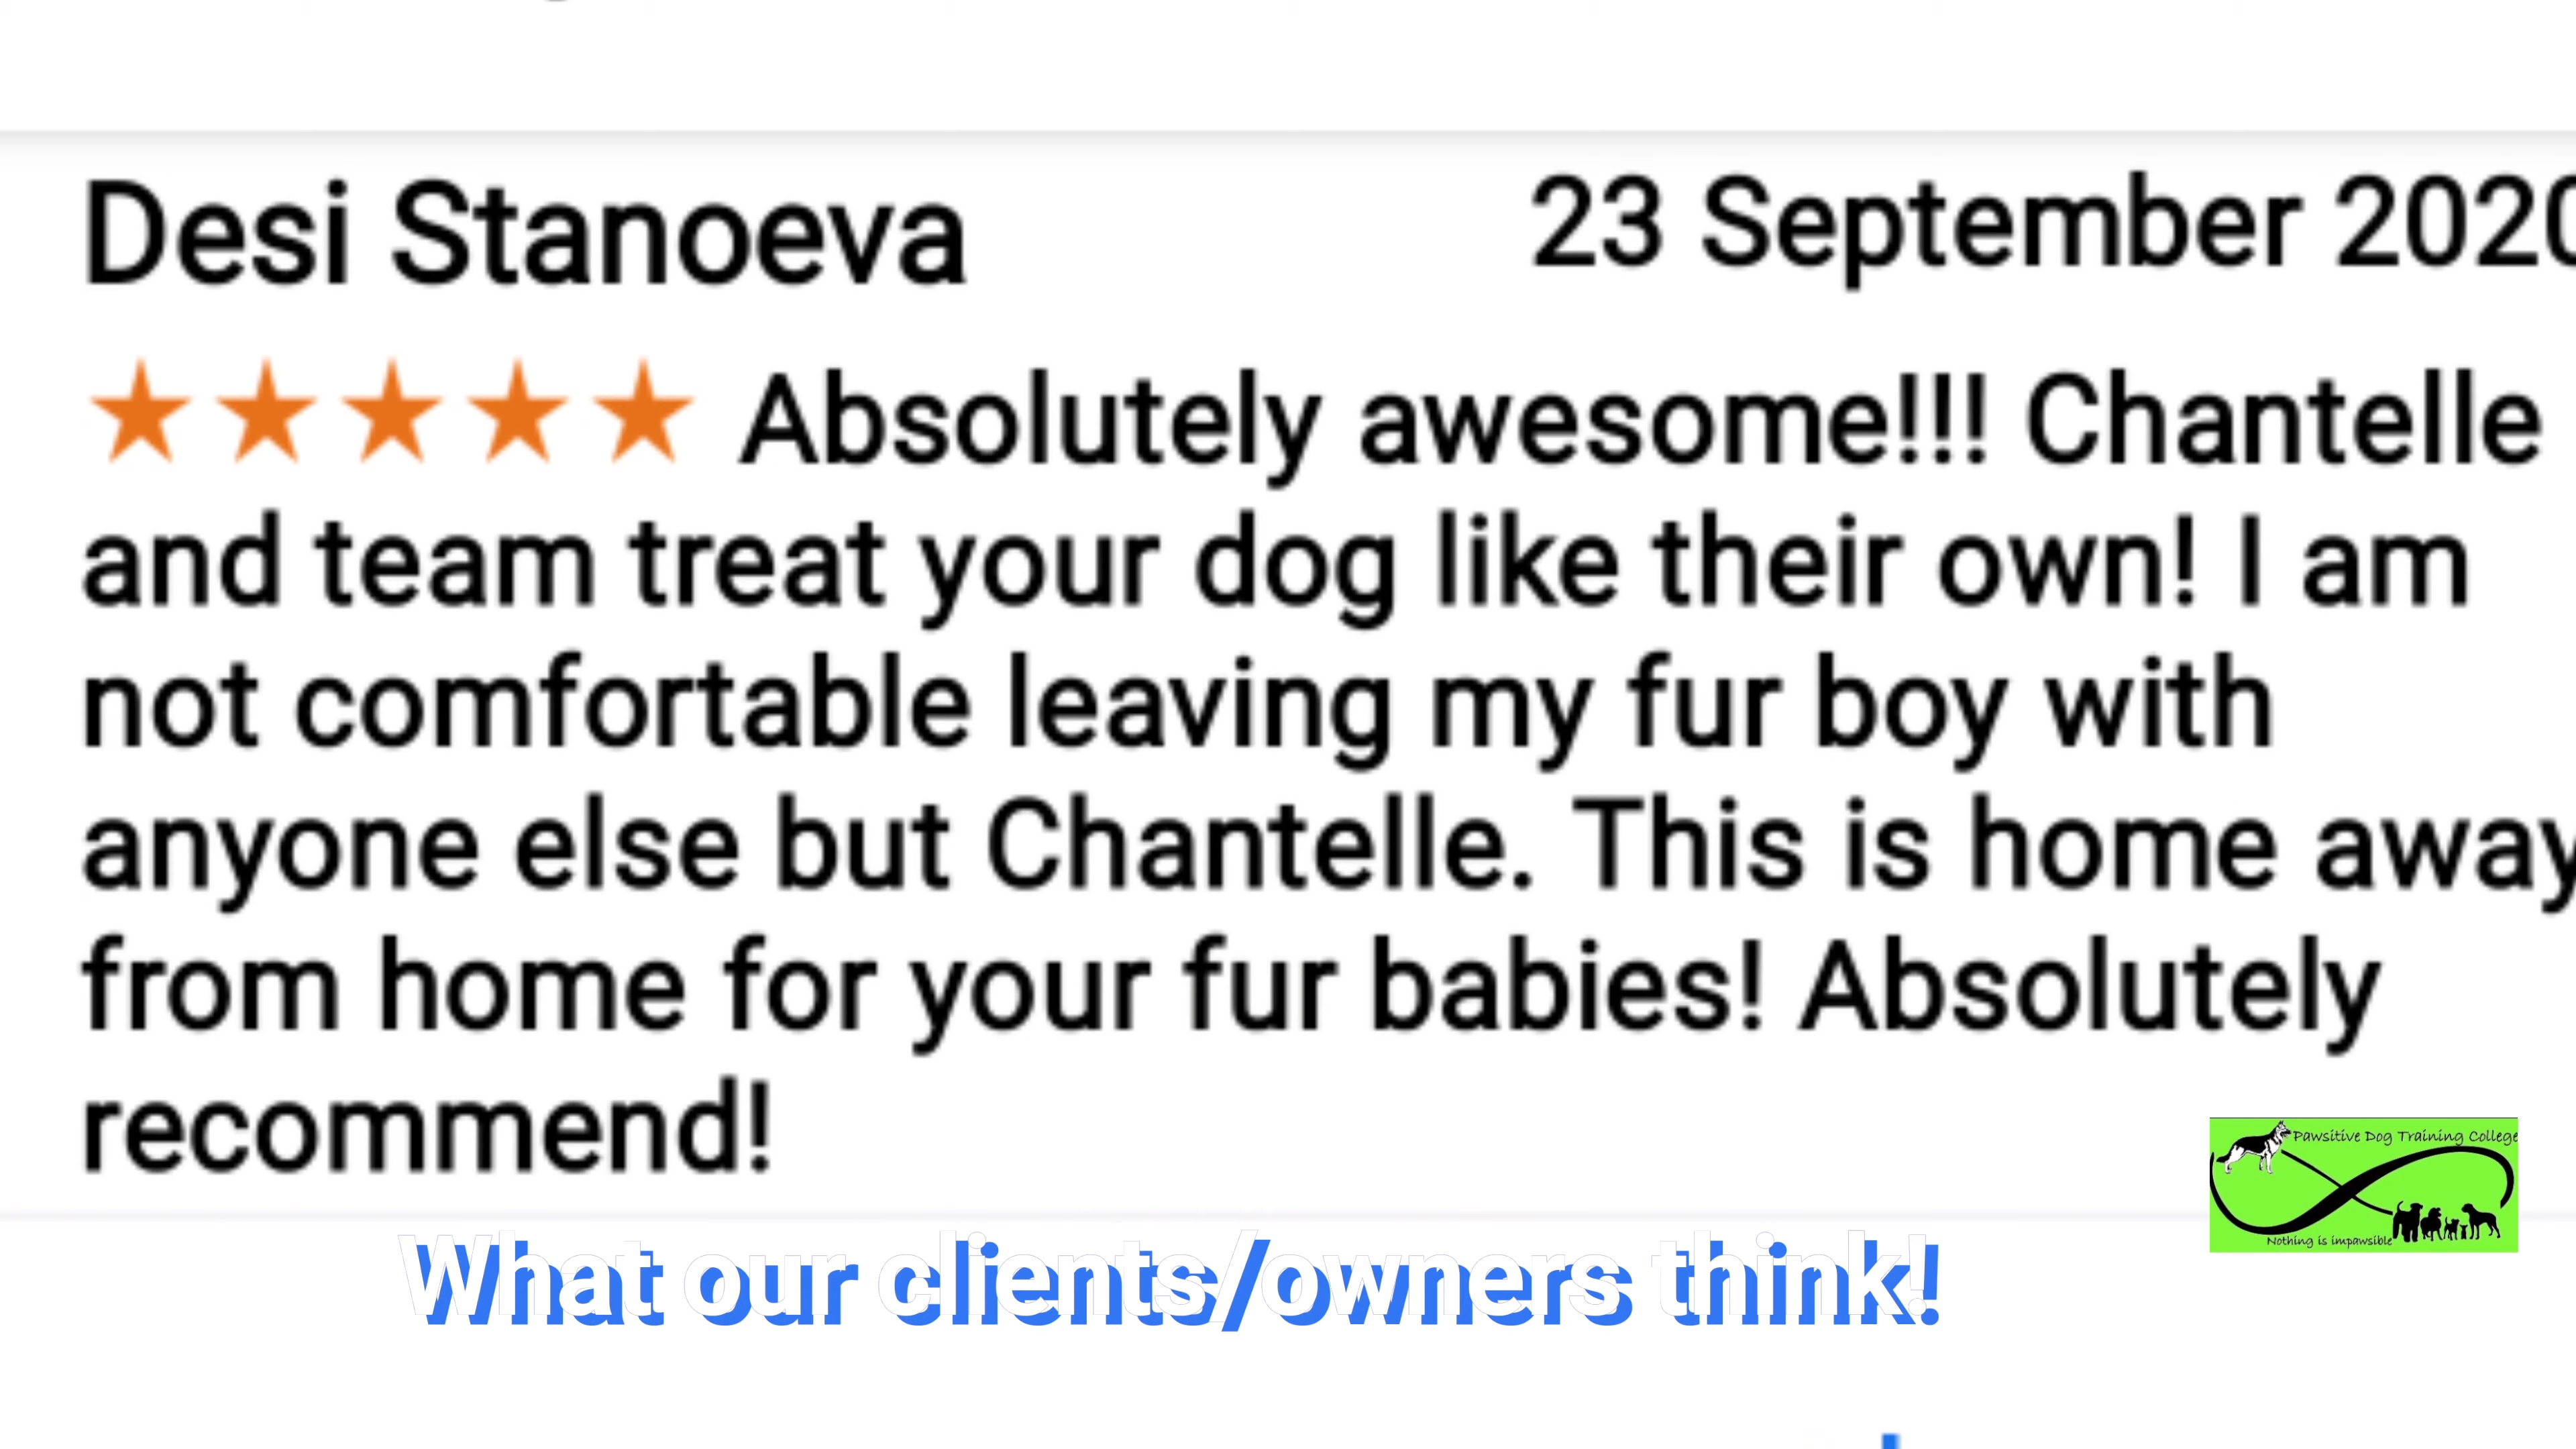 Desi Stanoeva
23 September 2020
★★★★★ Absolutely awesome!!! Chantelle
and team treat your dog like their own! I am
not comfortable leaving my fur boy with
anyone else but Chantelle. This is home away
from home for your fur babies! Absolutely
recommend!
Pawsitive Dog Training College
Nothing is impawsible
What our clients/owners think!